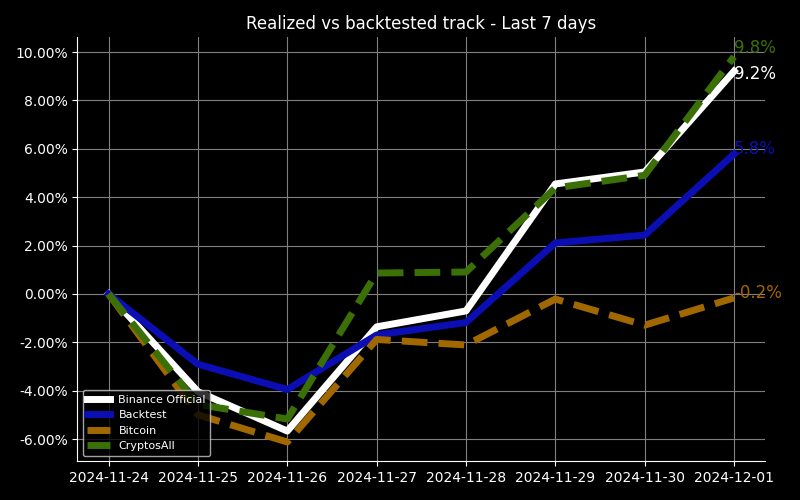 Realized vs backtested track - Last 7 days
10.00%
8.00%
6.00%
4.00%
2.00%
0.00%
-2.00%
-4.00%
-6.00%
9.8%
9.2%
5.8%
-0.2%
Binance Official
Backtest
Bitcoin
CryptosAll
2024-11-24 2024-11-25 2024-11-26 2024-11-27 2024-11-28 2024-11-29 2024-11-30 2024-12-01